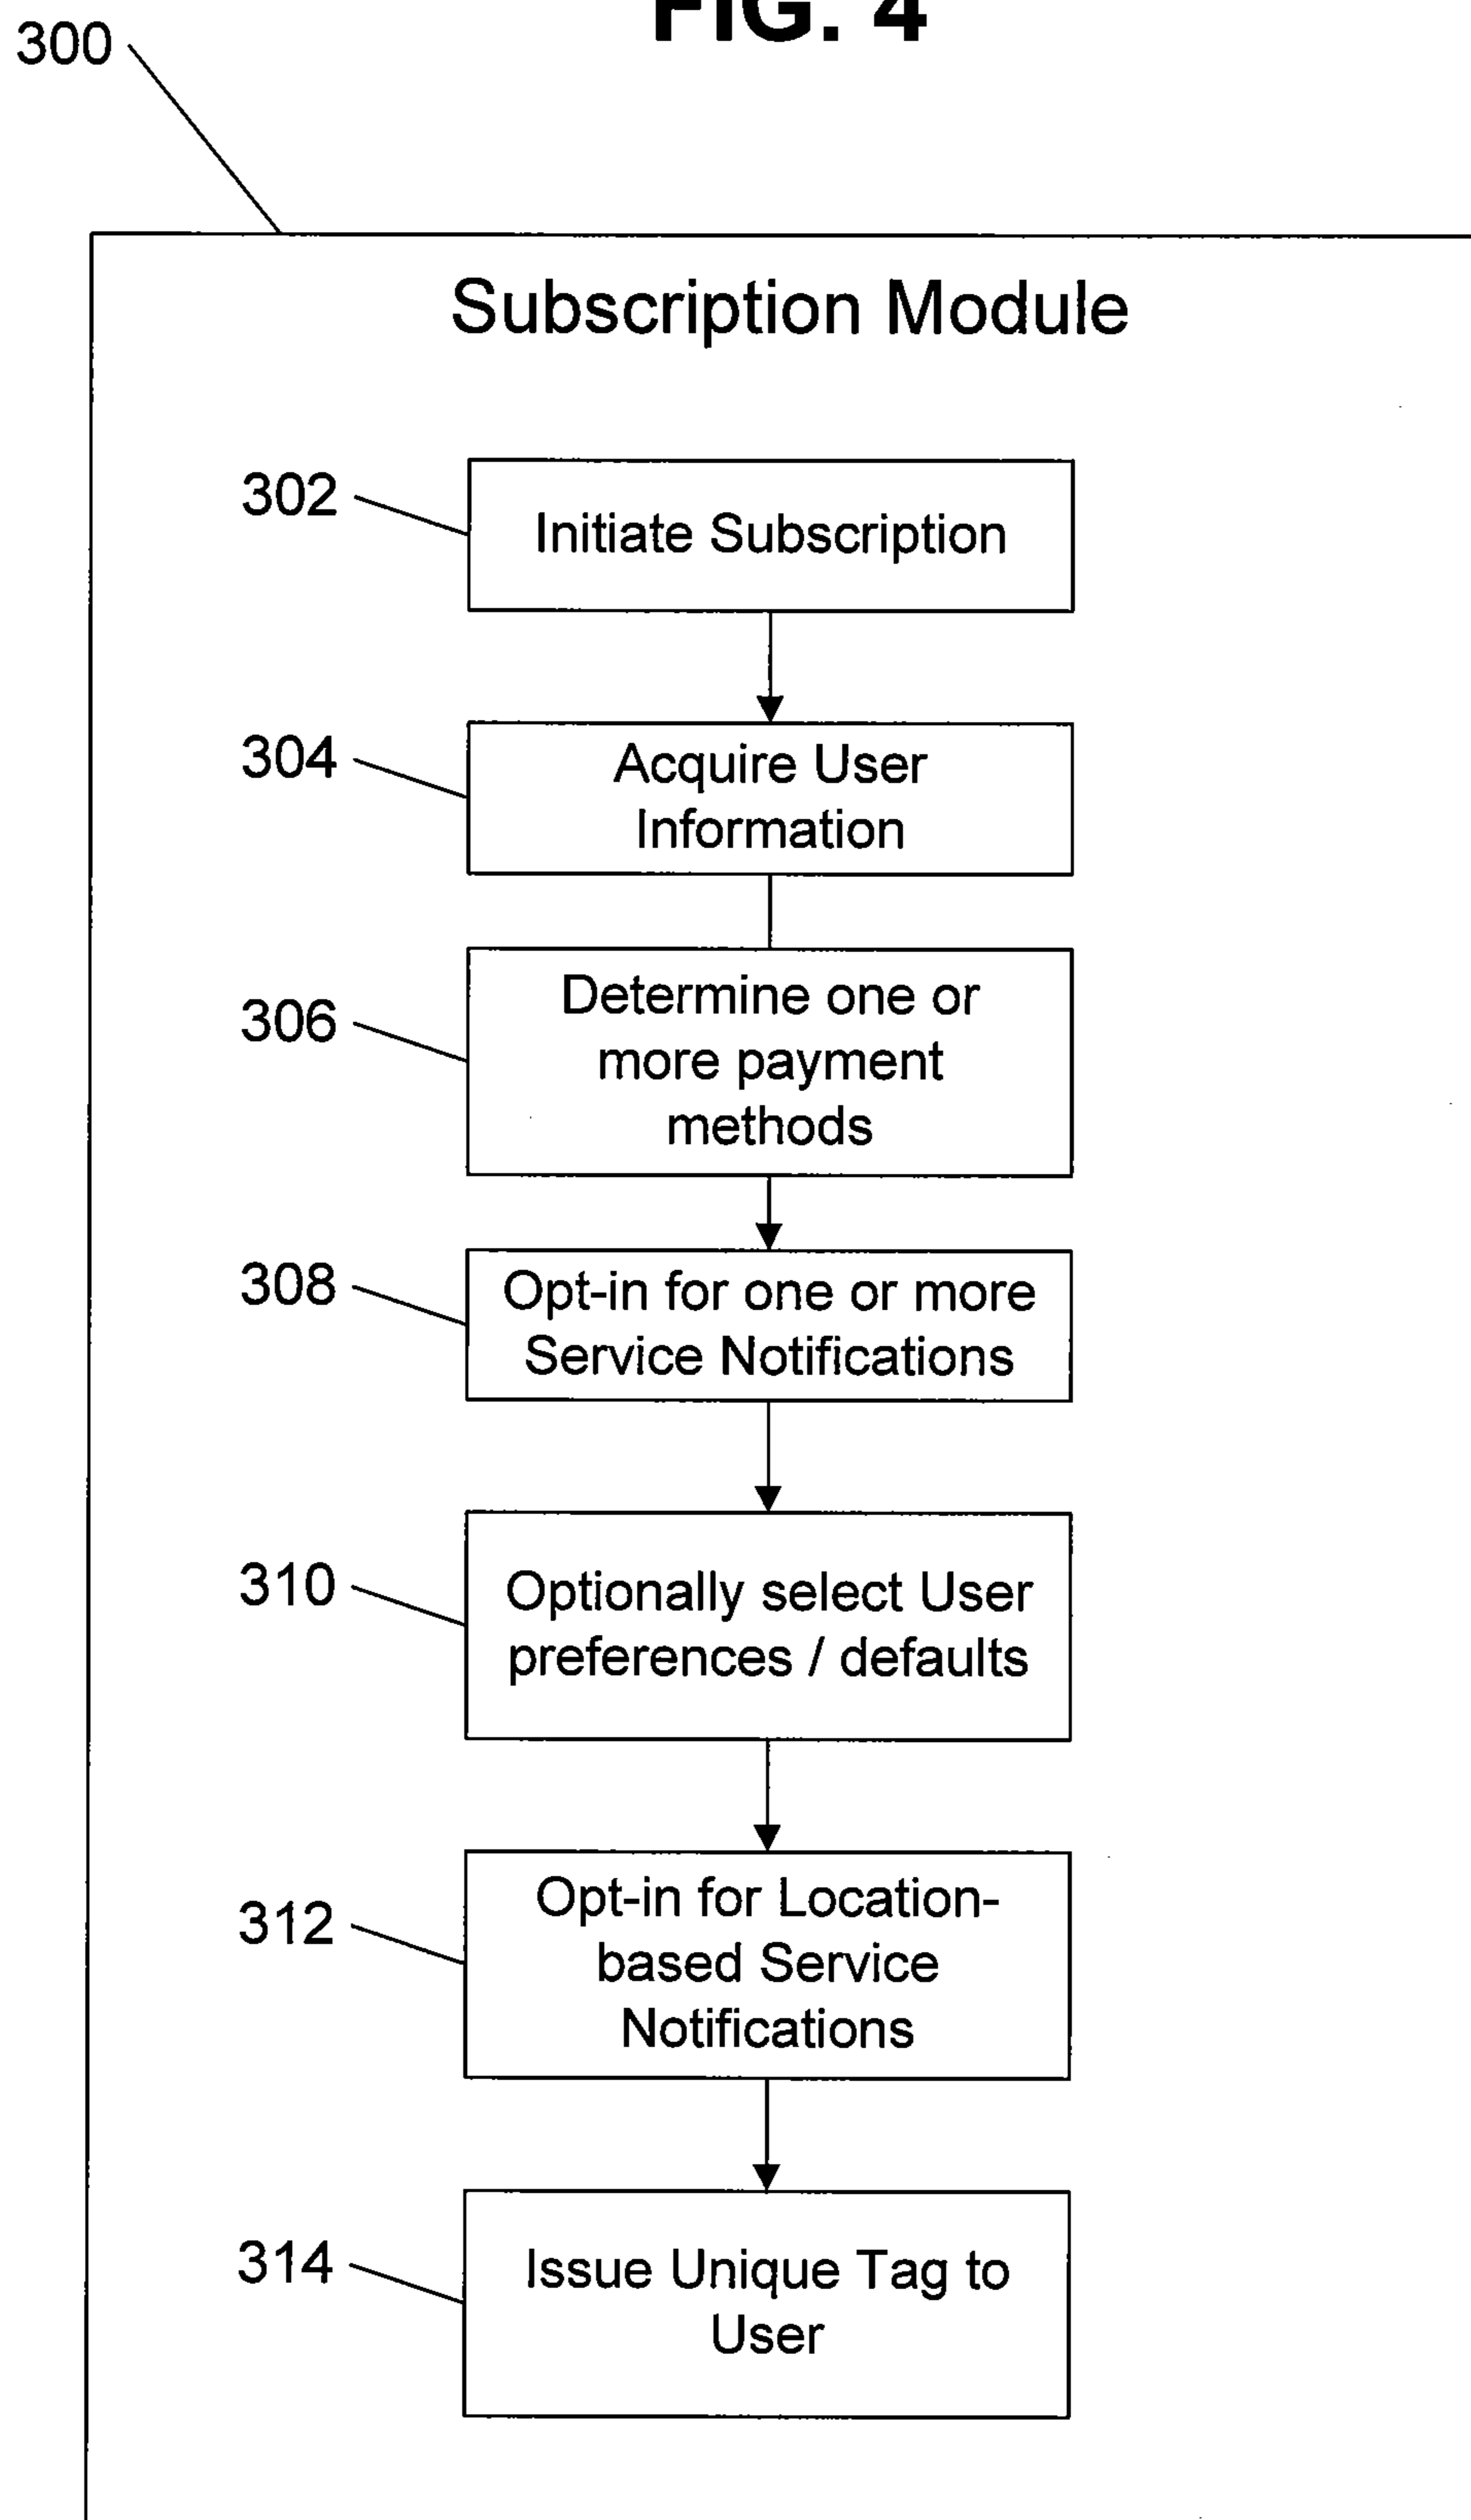 FIG. 4
300
Subscription Module
302
Initiate Subscription
304
Acquire User
Information
306
Determine one or
more payment
methods
308
Opt-in for one or more
Service Notifications
310
Optionally select User
preferences / defaults
312
Opt-in for Location-
based Service
Notifications
314
Issue Unique Tag to
User